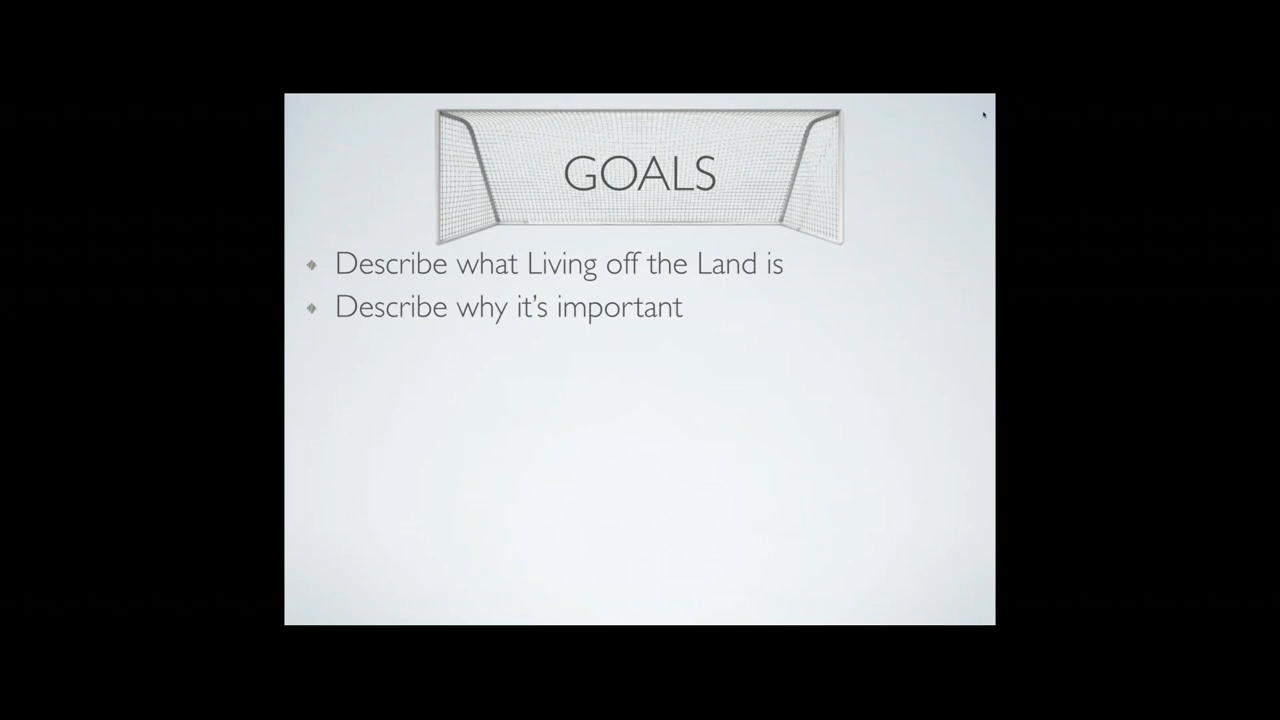 GOALS
Describe what Living off the Land is
Describe why it's important